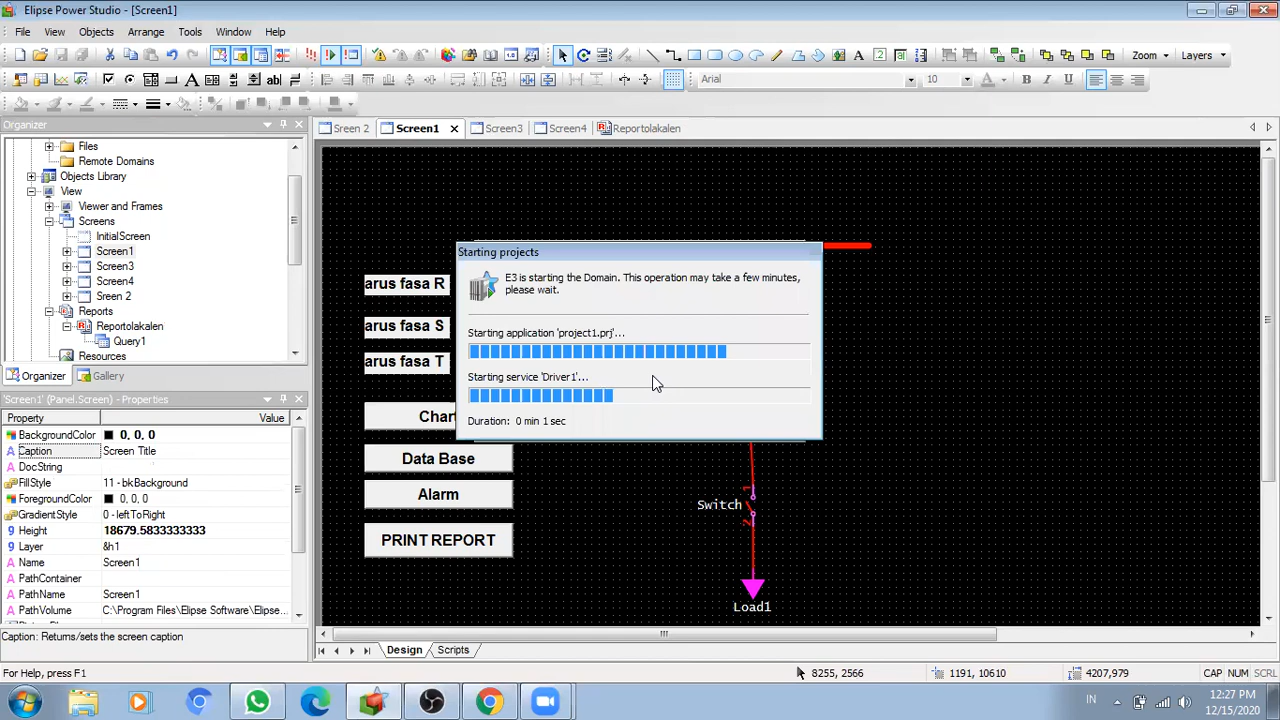 Elipse Power Studio - [Screen1]
File View Objects Arrange Tools Window Help
Zoom Layers
Arial 10 B I U
Organizer
Sreen 2 Screen1 Screen3 Screen4 Reportolakalen
Files
Remote Domains
Objects Library
View
Viewer and Frames
Screens
InitialScreen
Screen1
Screen3
Screen4
Sreen 2
Reports
Reportolakalen
Query1
Resources
Organizer Gallery
'Screen1' (Panel.Screen) - Properties
Property Value
BackgroundColor 0, 0, 0
Caption Screen Title
DocString
FillStyle 11 - bkBackground
ForegroundColor 0, 0, 0
GradientStyle 0 - leftToRight
Height 18679.5833333333
Layer &h1
Name Screen1
PathContainer
PathName Screen1
PathVolume C:\Program Files\Elipse Software\Elipse...
Caption: Returns/sets the screen caption
arus fasa R
arus fasa S
arus fasa T
Chart
Data Base
Alarm
PRINT REPORT
Starting projects
E3 is starting the Domain. This operation may take a few minutes,
please wait.
Starting application 'project1.prj'...
Starting service 'Driver1'...
Duration: 0 min 1 sec
1
Switch
2
Load1
Design Scripts
For Help, press F1
8255, 2566 1191, 10610 4207,979 CAP NUM SCRL
IN
12:27 PM
12/15/2020